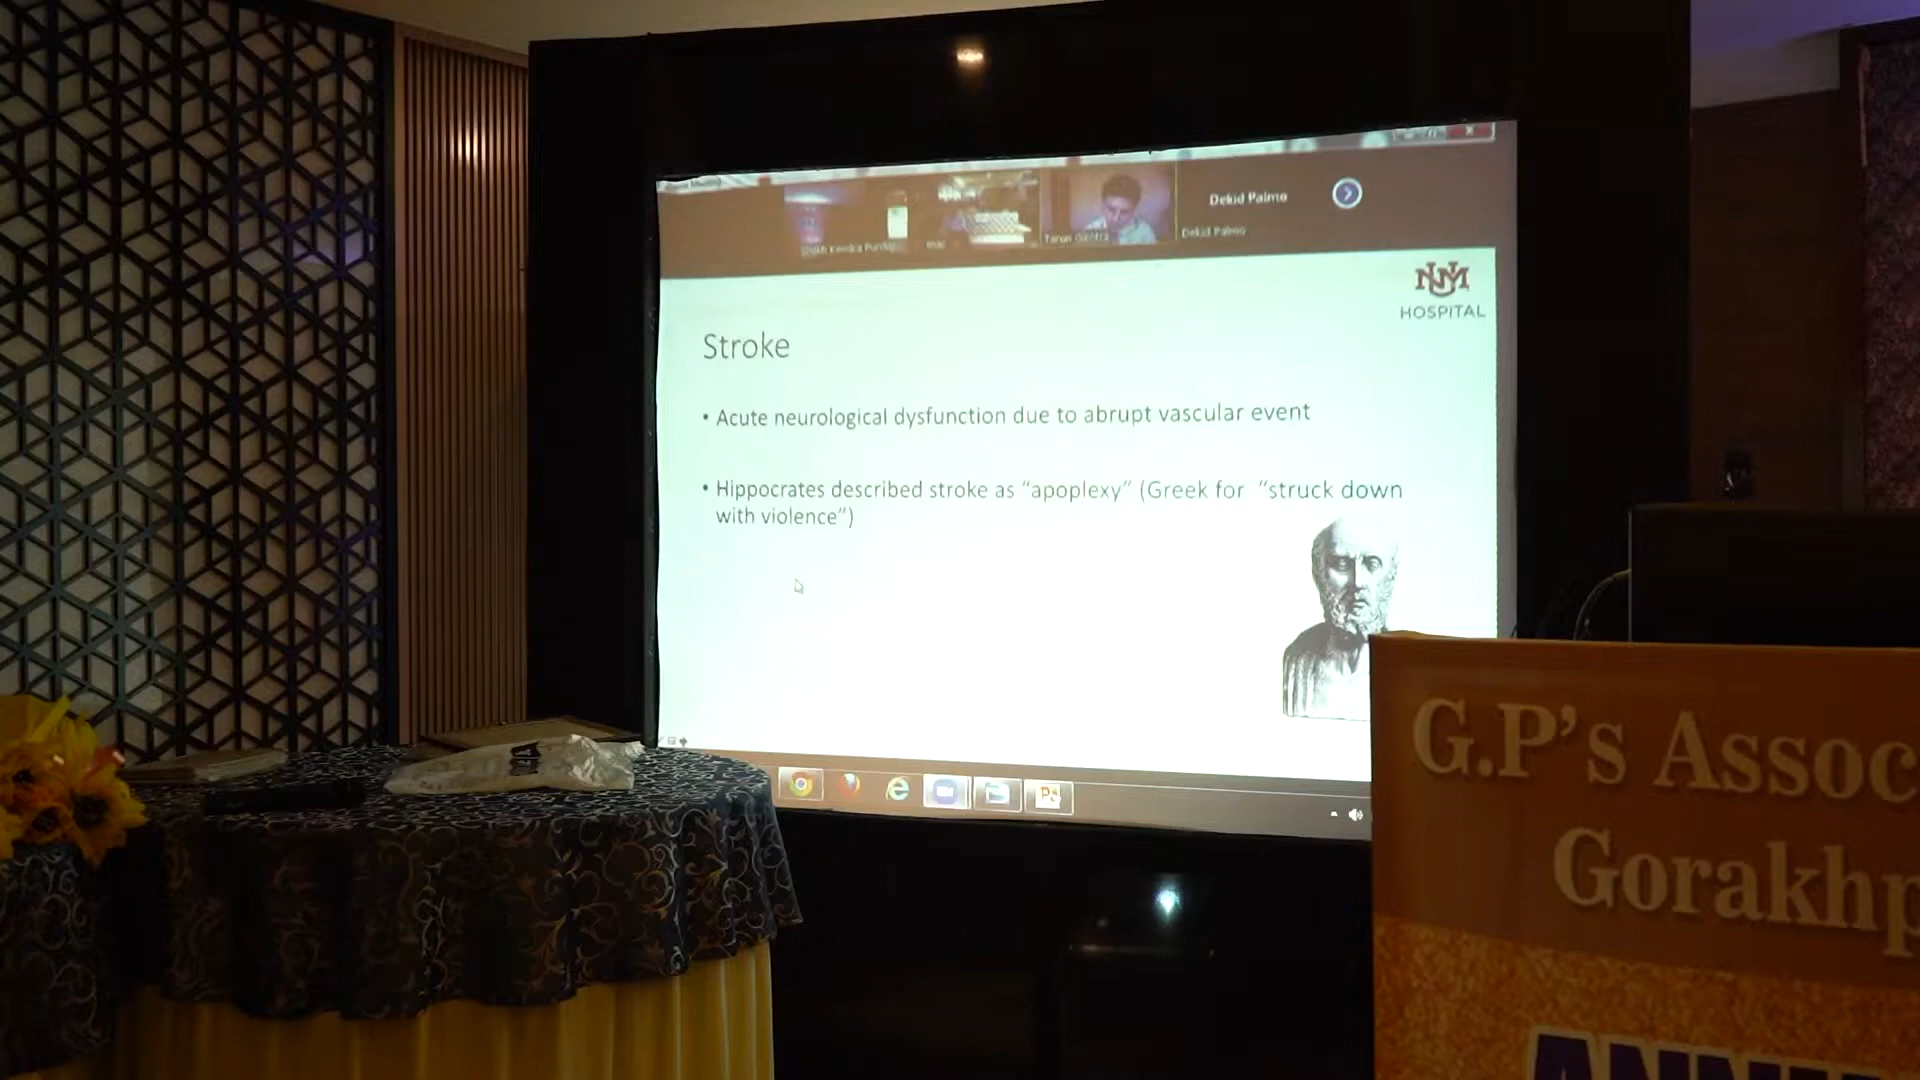 Dekid Palmo
mac
Dekid Palmo
UNM
HOSPITAL
Stroke
• Acute neurological dysfunction due to abrupt vascular event
• Hippocrates described stroke as “apoplexy” (Greek for “struck down
with violence”)
G.P's Assoc
Gorakhp